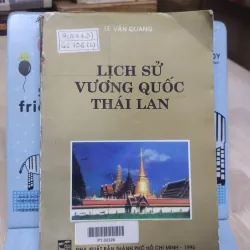 LÊ VĂN QUANG
LỊCH SỬ
VƯƠNG QUỐC
THÁI LAN
NHÀ XUẤT BẢN THÀNH PHỐ HỒ CHÍ MINH - 1995